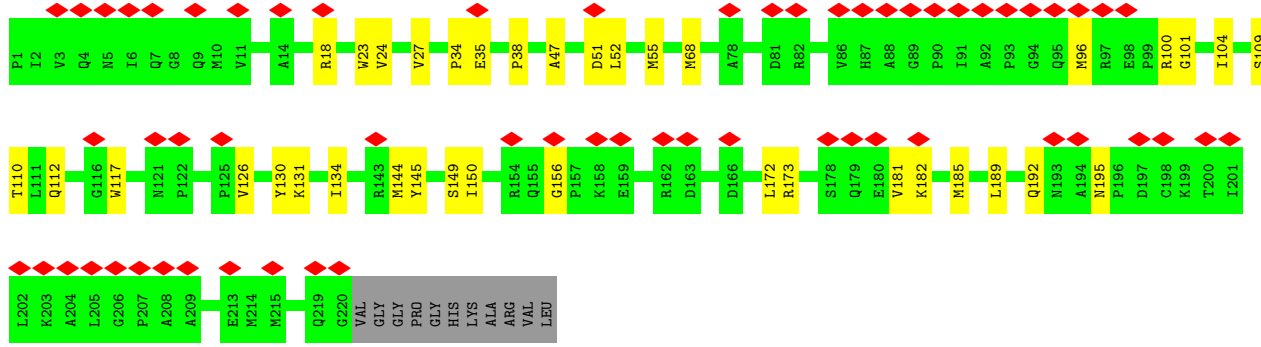 P1 I2 V3 Q4 N5 I6 Q7 G8 Q9 M10 V11 A14 R18 W23 V24 V27 P34 E35 P38 A47 D51 L52 M55 M68 A78 D81 R82 V86 H87 A88 G89 P90 I91 A92 P93 G94 Q95 M96 R97 E98 P99 R100 G101 I104 S109
T110 L111 Q112 G116 W117 N121 P122 P125 V126 Y130 K131 I134 R143 M144 Y145 S149 I150 R154 Q155 G156 P157 K158 E159 R162 D163 D166 L172 R173 S178 Q179 E180 V181 K182 M185 L189 Q192 N193 A194 N195 P196 D197 C198 K199 T200 I201
L202 K203 A204 L205 G206 P207 A208 A209 E213 M214 M215 Q219 G220 VAL GLY GLY PRO GLY HIS LYS ALA ARG VAL LEU